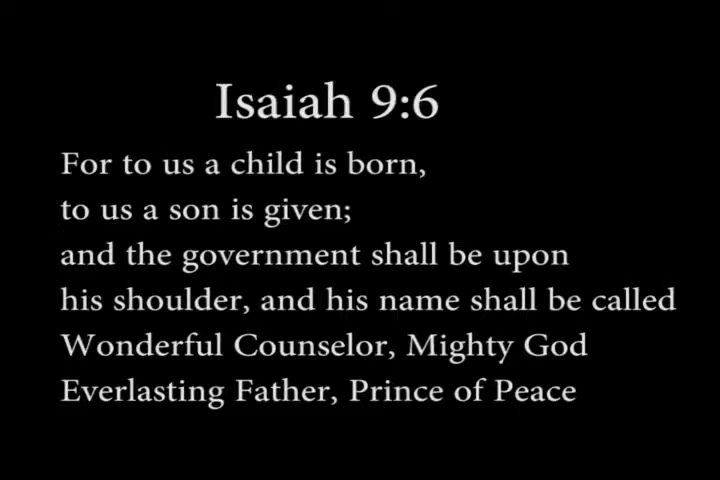 Isaiah 9:6
For to us a child is born,
to us a son is given;
and the government shall be upon
his shoulder, and his name shall be called
Wonderful Counselor, Mighty God
Everlasting Father, Prince of Peace